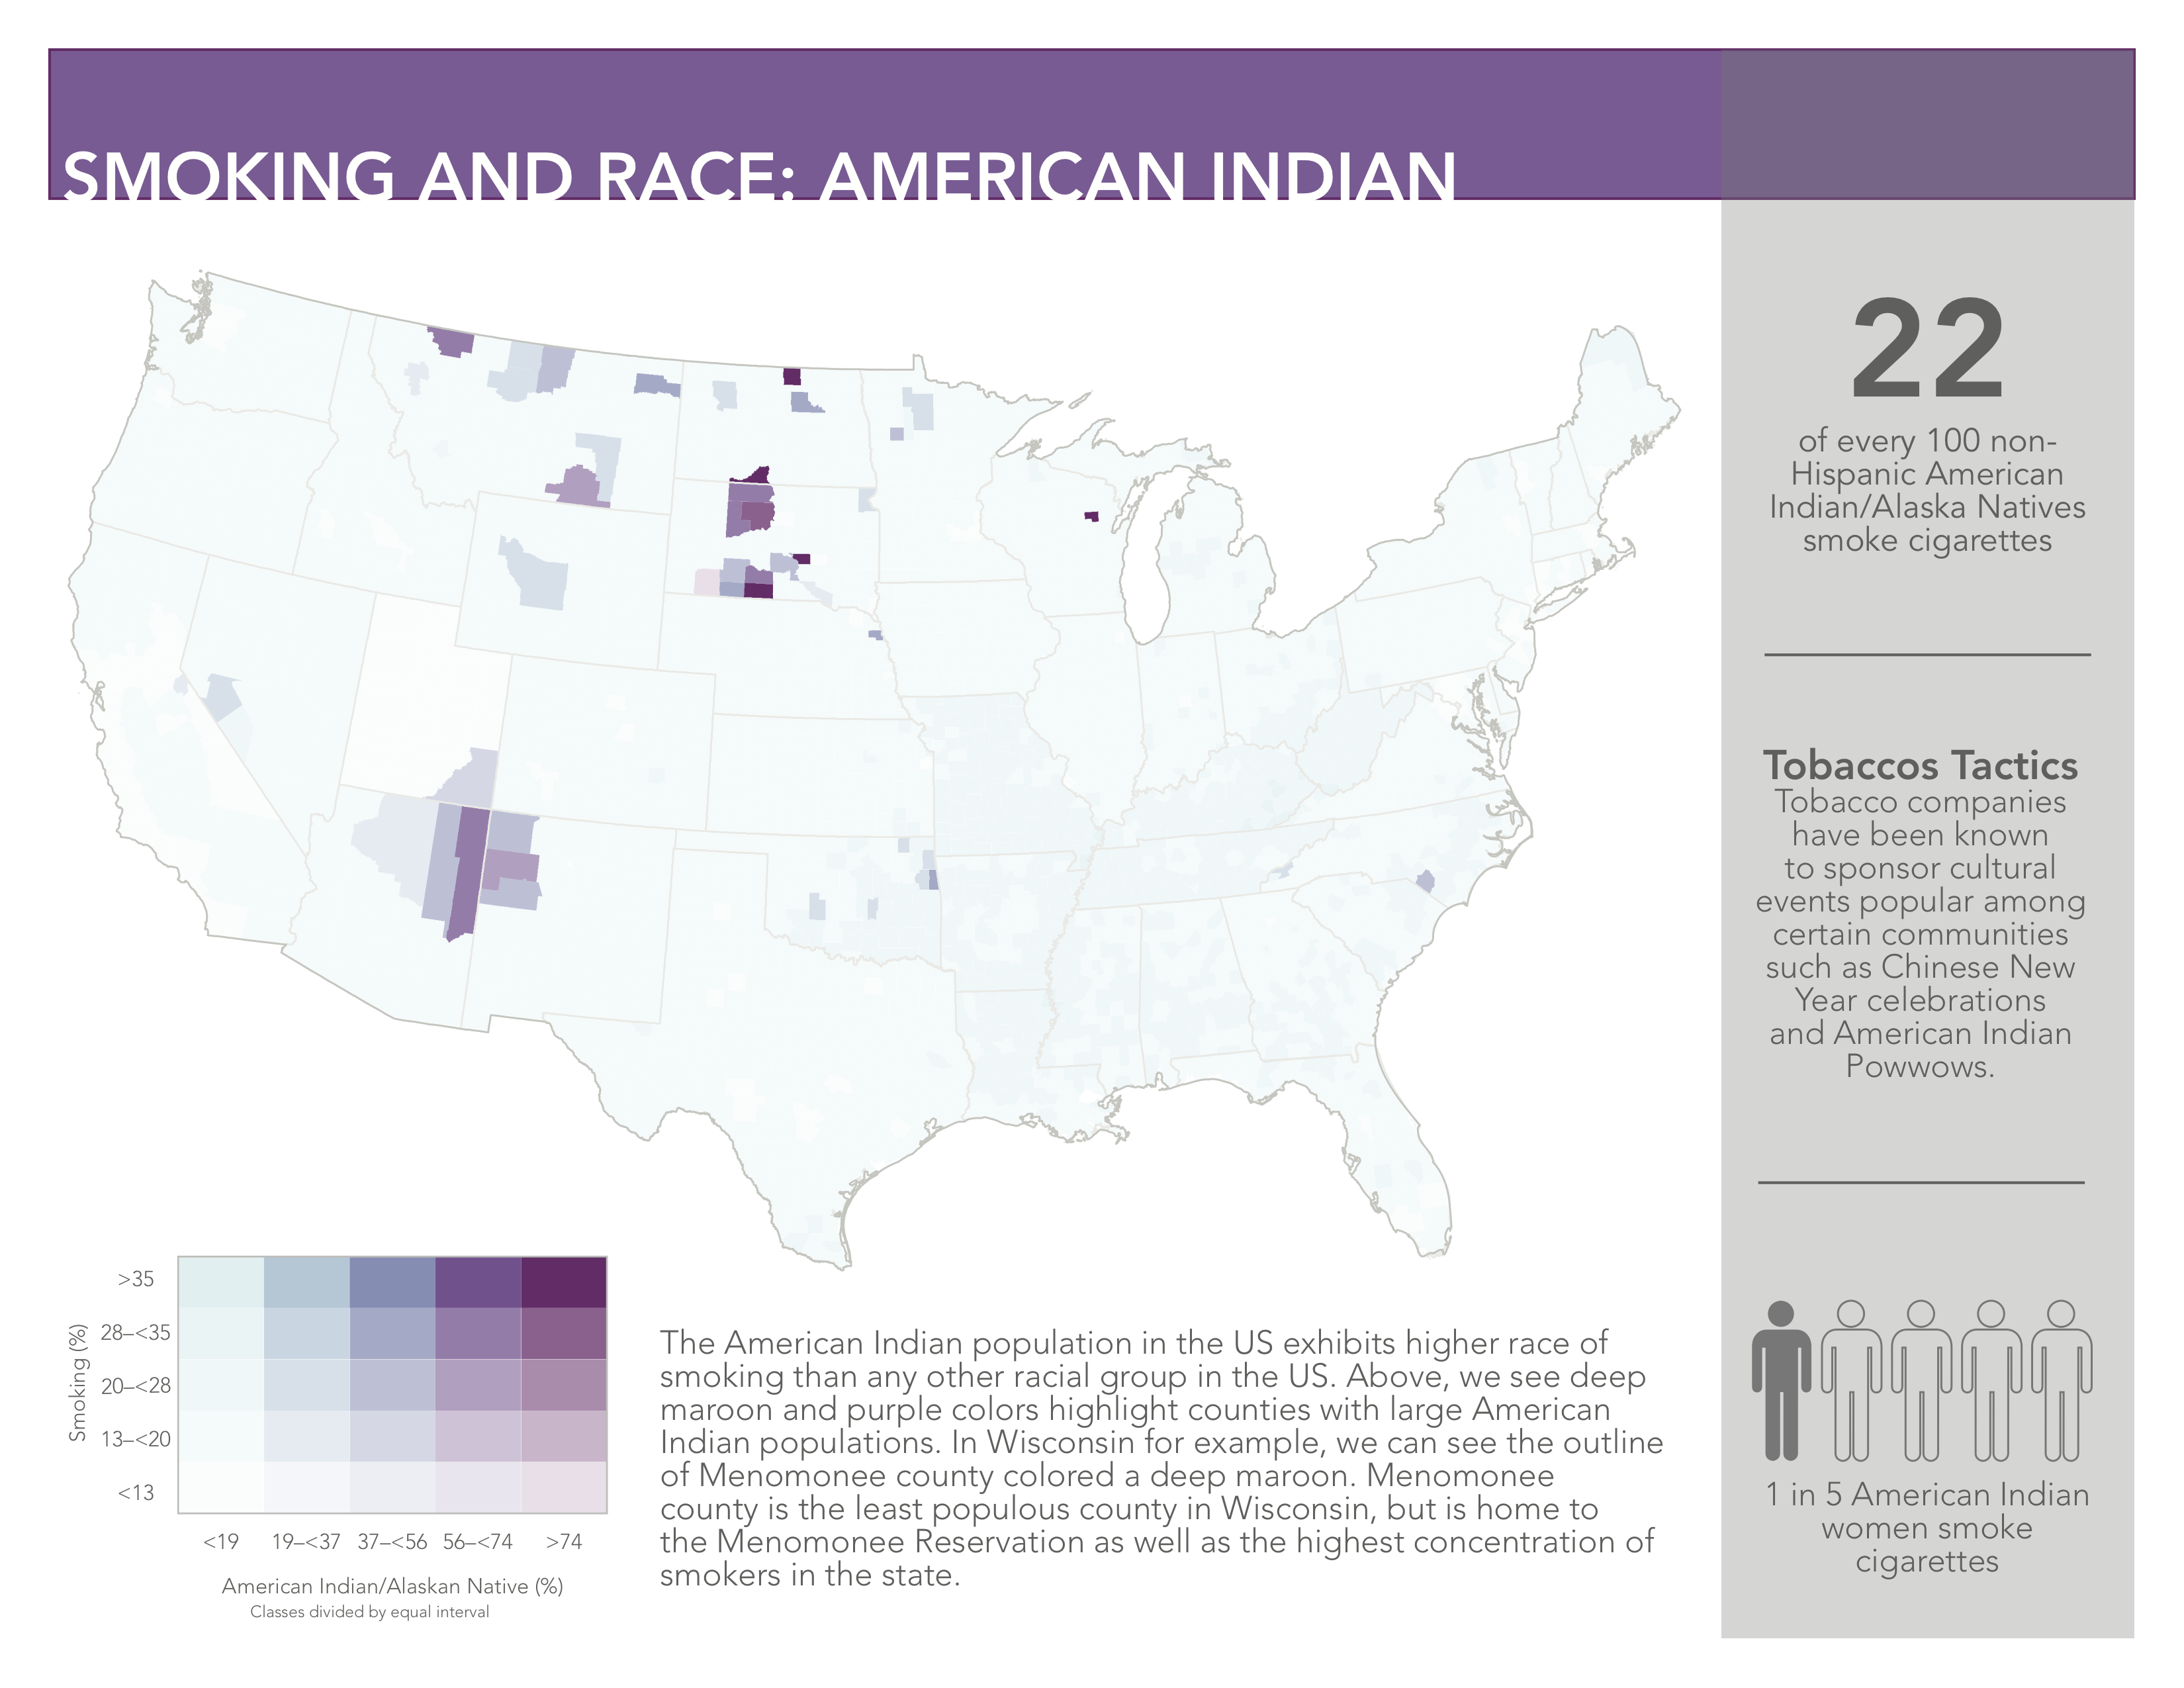 SMOKING AND RACE: AMERICAN INDIAN
22
of every 100 non-
Hispanic American
Indian/Alaska Natives
smoke cigarettes
Tobaccos Tactics
Tobacco companies
have been known
to sponsor cultural
events popular among
certain communities
such as Chinese New
Year celebrations
and American Indian
Powwows.
1 in 5 American Indian
women smoke
cigarettes
Smoking (%)
>35
28–<35
20–<28
13–<20
<13
<19 19–<37 37–<56 56–<74 >74
American Indian/Alaskan Native (%)
Classes divided by equal interval
The American Indian population in the US exhibits higher race of
smoking than any other racial group in the US. Above, we see deep
maroon and purple colors highlight counties with large American
Indian populations. In Wisconsin for example, we can see the outline
of Menomonee county colored a deep maroon. Menomonee
county is the least populous county in Wisconsin, but is home to
the Menomonee Reservation as well as the highest concentration of
smokers in the state.